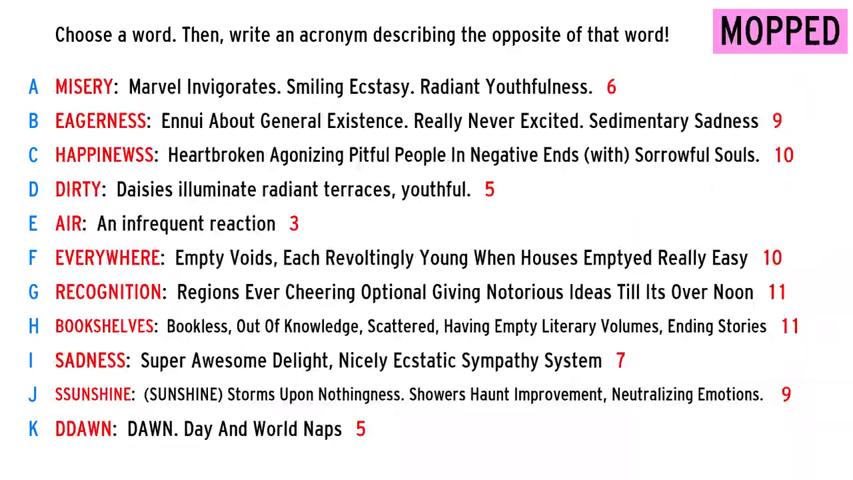 Choose a word. Then, write an acronym describing the opposite of that word! MOPPED
A MISERY: Marvel Invigorates. Smiling Ecstasy. Radiant Youthfulness. 6
B EAGERNESS: Ennui About General Existence. Really Never Excited. Sedimentary Sadness 9
C HAPPINEWSS: Heartbroken Agonizing Pitful People In Negative Ends (with) Sorrowful Souls. 10
D DIRTY: Daisies illuminate radiant terraces, youthful. 5
E AIR: An infrequent reaction 3
F EVERYWHERE: Empty Voids, Each Revoltingly Young When Houses Emptyed Really Easy 10
G RECOGNITION: Regions Ever Cheering Optional Giving Notorious Ideas Till Its Over Noon 11
H BOOKSHELVES: Bookless, Out Of Knowledge, Scattered, Having Empty Literary Volumes, Ending Stories 11
I SADNESS: Super Awesome Delight, Nicely Ecstatic Sympathy System 7
J SSUNSHINE: (SUNSHINE) Storms Upon Nothingness. Showers Haunt Improvement, Neutralizing Emotions. 9
K DDAWN: DAWN. Day And World Naps 5